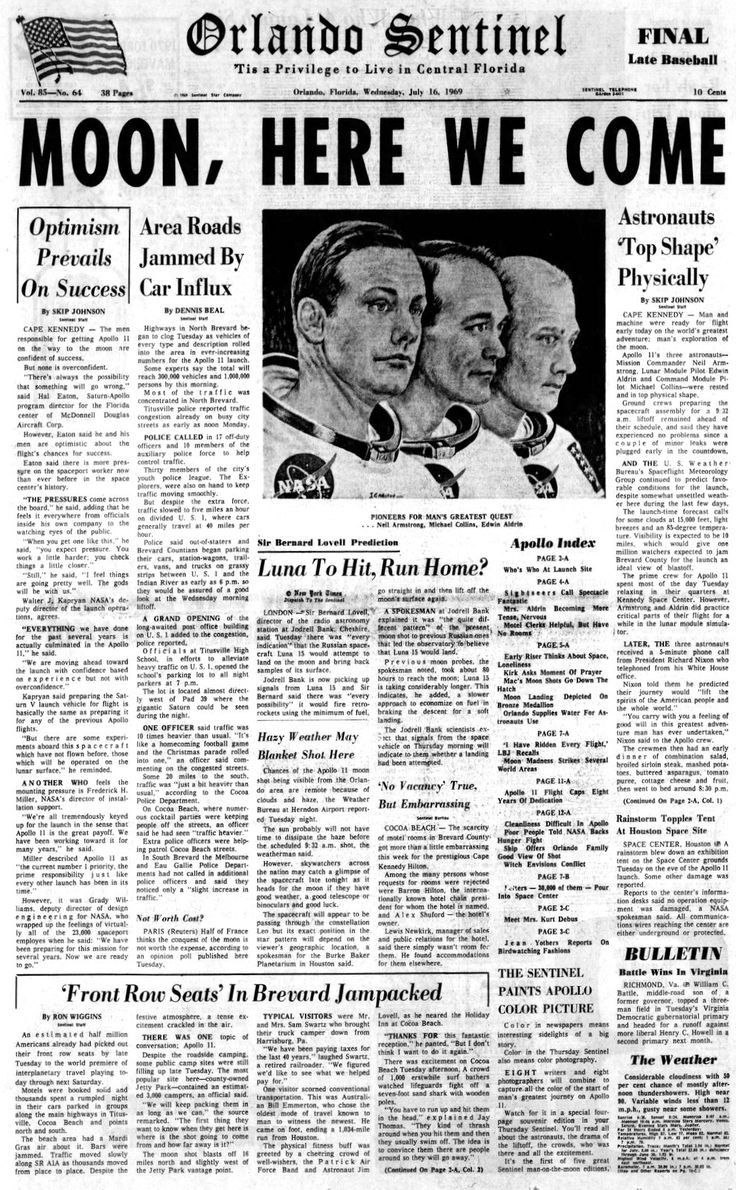 Orlando Sentinel
'Tis a Privilege to Live in Central Florida
FINAL
Late Baseball
Vol. 85—No. 64
38 Pages
© 1969 Sentinel Star Company
Orlando, Florida, Wednesday, July 16, 1969
SENTINEL TELEPHONE
10 Cents
MOON, HERE WE COME
Optimism
Prevails
On Success
By SKIP JOHNSON
Sentinel Staff
CAPE KENNEDY — The men
responsible for getting Apollo 11
on the way to the moon are
confident of success.
But none is overconfident.
"There's always the possibility
that something will go wrong,"
said Hal Eaton, Saturn-Apollo
program director for the Florida
center of McDonnell Douglas
Aircraft Corp.
However, Eaton said he and his
men are optimistic about the
flight's chances for success.
Eaton said there is more pres-
sure on the spaceport worker now
than ever before in the space
center's history.
"THE PRESSURES come across
the board," he said, adding that he
feels it everywhere from officials
inside his own company to the
watching eyes of the public.
"When you get one like this," he
said, "you expect pressure. You
work a little harder; you check
things a little closer."
"Still," he said, "I feel things
are going pretty well. The gods
will be with us."
Walter J. Kapryan NASA's de-
puty director of the launch opera-
tions, agrees.
"EVERYTHING we have done
for the past several years is
actually culminated in the Apollo
11," he said.
"We are moving ahead toward
the launch with confidence based
on experience but not with
overconfidence."
Kapryan said preparing the Sat-
urn V launch vehicle for flight is
basically the same as preparing it
for any of the previous Apollo
flights.
"But there are some experi-
ments aboard this spacecraft
which have not flown before, those
which will be operated on the
lunar surface," he reminded.
ANOTHER WHO feels the
mounting pressure is Frederick H.
Miller, NASA's director of instal-
lation support.
"We're all tremendously keyed
up for the launch in the sense that
Apollo 11 is the great payoff. We
have been working toward it for
many years," he said.
Miller described Apollo 11 as
"the current number 1 priority, the
prime responsibility just like
every other launch has been in its
time."
However, it was Grady Wil-
liams, deputy director of design
engineering for NASA, who
wrapped up the feelings of virtual-
ly all of the 23,000 spaceport
employes when he said: "We have
been preparing for this mission for
several years. Now we are ready
to go."
Area Roads
Jammed By
Car Influx
By DENNIS BEAL
Sentinel Staff
Highways in North Brevard be-
gan to clog Tuesday as vehicles of
every type and description rolled
into the area in ever-increasing
numbers for the Apollo 11 launch.
Some experts say the total will
reach 300,000 vehicles and 1,000,000
persons by this morning.
Most of the traffic was
concentrated in North Brevard.
Titusville police reported traffic
congestion already on busy city
streets as early as noon Monday.
POLICE CALLED in 17 off-duty
officers and 10 members of the
auxiliary police force to help
control traffic.
Thirty members of the city's
youth police league, The Ex-
plorers, were also on hand to keep
traffic moving smoothly.
But despite the extra force,
traffic slowed to five miles an hour
on divided U. S. 1, where cars
generally travel at 40 miles per
hour.
Police said out-of-staters and
Brevard Countians began parking
their cars, station-wagons, trail-
ers, vans, and trucks on grassy
strips between U. S. 1 and the
Indian River as early as 6 p.m. so
they would be assured of a good
look at the Wednesday morning
liftoff.
A GRAND OPENING of the
long-awaited post office building
on U. S. 1 added to the congestion,
police reported.
Officials at Titusville High
School, in efforts to alleviate
heavy traffic on U. S. 1, opened the
school's parking lot to all night
parkers at 7 p.m.
The lot is located almost direct-
ly west of Pad 39 where the
gigantic Saturn could be seen
during the night.
ONE OFFICER said traffic was
10 times heavier than usual. "It's
like a homecoming football game
and the Christmas parade rolled
into one," an officer said com-
menting on the congested streets.
Some 20 miles to the south,
traffic was "just a bit heavier than
usual," according to the Cocoa
Police Department.
On Cocoa Beach, where numer-
ous cocktail parties were keeping
people off the streets, an officer
said he had seen "traffic heavier."
Extra police officers were help-
ing patrol Cocoa Beach streets.
In South Brevard the Melbourne
and Eau Gallie Police Depart-
ments had not called in additional
police officers and said they
noticed only a "slight increase in
traffic."
Not Worth Cost?
PARIS (Reuters) Half of France
thinks the conquest of the moon is
not worth the expense, according to
an opinion poll published here
Tuesday.
NASA
PIONEERS FOR MAN'S GREATEST QUEST
. . . Neil Armstrong, Michael Collins, Edwin Aldrin
Sir Bernard Lovell Prediction
Luna To Hit, Run Home?
© New York Times
Dispatch To The Sentinel
LONDON — Sir Bernard Lovell,
director of the radio astronomy
station at Jodrell Bank, Cheshire,
said Tuesday there was "every
indication" that the Russian space-
craft Luna 15 would attempt to
land on the moon and bring back
samples of its surface.
Jodrell Bank is now picking up
signals from Luna 15 and Sir
Bernard said there was "every
possibility" it would fire retro-
rockets using the minimum of fuel,
go straight in and then lift off the
moon's surface again.
A SPOKESMAN at Jodrell Bank
explained it was "the quite dif-
ferent pattern" of the present
moon shot to previous Russian ones
that led the observatory to believe
that Luna 15 would land.
Previous moon probes, the
spokesman noted, took about 80
hours to reach the moon; Luna 15
is taking considerably longer. This
indicates, he added, a slower
approach to economize on fuel in
braking the descent for a soft
landing.
The Jodrell Bank scientists ex-
pect that signals from the space
vehicle on Thursday morning will
indicate to them whether a landing
had been attempted.
Hazy Weather May
Blanket Shot Here
Chances of the Apollo 11 moon
shot being visible from the Orlan-
do area are remote because of
clouds and haze, the Weather
Bureau at Herndon Airport report-
ed Tuesday night.
The sun probably will not have
time to dissipate the haze before
the scheduled 9:32 a.m. shot, the
weatherman said.
However, skywatchers across
the nation may catch a glimpse of
the spacecraft late tonight as it
heads for the moon if they have
good weather, a good telescope or
binoculars and good luck.
The spacecraft will appear to be
passing through the constellation
Leo but its exact position in the
star pattern will depend on the
viewer's geographic location, a
spokesman for the Burke Baker
Planetarium in Houston said.
'No Vacancy' True,
But Embarrassing
Sentinel Bureau
COCOA BEACH — The scarcity
of motel rooms in Brevard County
got more than a little embarrassing
this week for the prestigious Cape
Kennedy Hilton.
Among the many persons whose
requests for rooms were rejected
were Barron Hilton, the interna-
tionally known hotel chain presi-
dent for whom the hotel is named,
and Alex Shuford — the hotel's
owner.
Lewis Newkirk, manager of sales
and public relations for the hotel,
said there simply wasn't room for
them. He found accommodations
for them elsewhere.
Apollo Index
PAGE 2-A
Who's Who At Launch Site
PAGE 4-A
Sightseers Call Spectacle
Fantastic
Mrs. Aldrin Becoming More
Tense, Nervous
Motel Clerks Helpful, But Have
No Rooms
PAGE 5-A
Early Riser Thinks About Space,
Loneliness
Kirk Asks Moment Of Prayer
Mac's Moon Shots You Down The
Hatch
Moon Landing Depicted On
Bronze Medallion
Orlando Supplies Water For As-
tronauts Use
PAGE 7-A
'I Have Ridden Every Flight,'
LBJ Recalls
Moon Madness Strikes Several
World Areas
PAGE 11-A
Apollo 11 Flight Caps Eight
Years Of Dedication
PAGE 12-A
Cleanliness Difficult In Apollo
Poor People Told NASA Backs
Hunger Fight
Ship Offers Orlando Family
Good View Of Shot
Witch Envisions Conflict
PAGE 7-B
— 30,000 of them — Pour
Into Space Center
PAGE 2-C
Meet Mrs. Kurt Debus
PAGE 3-C
Jean Yothers Reports On
Birdwatching Fashions
THE SENTINEL
PAINTS APOLLO
COLOR PICTURE
Color in newspapers means
interesting sidelights of a big
story.
Color in the Thursday Sentinel
also means color photography.
EIGHT writers and eight
photographers will combine to
capture all the color of the start of
man's greatest journey on Apollo
11.
Watch for it in a special four-
page souvenir edition in your
Thursday Sentinel. You'll read all
about the astronauts, the drama of
the liftoff, the crowds, who was
there and all the excitement.
It's the first of five great
Sentinel man-on-the-moon editions.
Astronauts
'Top Shape'
Physically
By SKIP JOHNSON
Sentinel Staff
CAPE KENNEDY — Man and
machine were ready for flight
early today on the world's greatest
adventure; man's exploration of
the moon.
Apollo 11's three astronauts—
Mission Commander Neil Arm-
strong, Lunar Module Pilot Edwin
Aldrin and Command Module Pi-
lot Michael Collins—were rested
and in top physical shape.
Ground crews preparing the
spacecraft assembly for a 9:32
a.m. liftoff remained ahead of
their schedule, and said they have
experienced no problems since a
couple of minor leaks were
plugged early in the countdown.
AND THE U. S. Weather
Bureau's Spaceflight Meteorology
Group continued to predict favor-
able conditions for the launch,
despite somewhat unsettled weath-
er here during the last few days.
The launch-time forecast calls
for some clouds at 15,000 feet, light
breezes and an 85-degree tempera-
ture. Visibility is expected to be 10
miles, which would give one
million watchers expected to jam
Brevard County for the launch an
ideal view of blastoff.
The prime crew for Apollo 11
spent most of the day Tuesday
relaxing in their quarters at
Kennedy Space Center. However,
Armstrong and Aldrin did practice
critical parts of their flight for a
while in the lunar module simula-
tor.
LATER, THE three astronauts
received a 5-minute phone call
from President Richard Nixon who
telephoned from his White House
office.
Nixon told them he predicted
their journey would "lift the
spirits of the American people and
the whole world."
"You carry with you a feeling of
good will in this greatest adven-
ture man has ever undertaken,"
Nixon said to the Apollo crew.
The crewmen then had an early
dinner of combination salad,
broiled sirloin steak, mashed pota-
toes, buttered asparagus, tomato
puree, cottage cheese and fruit,
then went to bed around 8:30 p.m.
(Continued On Page 2-A, Col. 1)
Rainstorm Topples Tent
At Houston Space Site
SPACE CENTER, Houston — A
rainstorm blew down an exhibition
tent on the Space Center grounds
Tuesday on the eve of the Apollo 11
launch. Some other damage was
reported.
Reports to the center's informa-
tion desks said no operation equip-
ment was damaged, a NASA
spokesman said. All communica-
tions wires reaching the center are
either underground or protected.
BULLETIN
Battle Wins In Virginia
RICHMOND, Va. — William C.
Battle, middle-road son of a
former governor, topped a three-
man field in Tuesday's Virginia
Democratic gubernatorial primary
and headed for a runoff against
more liberal Henry C. Howell in a
second primary next month.
The Weather
Considerable cloudiness with 50
per cent chance of mostly after-
noon thundershowers. High near
90. Variable winds less than 12
m.p.h., gusty near some showers.
'Front Row Seats' In Brevard Jampacked
By RON WIGGINS
Sentinel Staff
An estimated half million
Americans already had picked out
their front row seats by late
Tuesday to the world premiere of
interplanetary travel playing to-
day through next Saturday.
Motels were booked solid and
thousands spent a rumpled night
in their cars parked in groups
along the main highways in Titus-
ville, Cocoa Beach and points
north and south.
The beach area had a Mardi
Gras air about it. Bars were
jammed. Traffic moved slowly
along SR A1A as thousands moved
from place to place. Despite the
festive atmosphere, a tense ex-
citement crackled in the air.
THERE WAS ONE topic of
conversation; Apollo 11.
Despite the roadside camping,
some public camp sites were still
filling up late Tuesday. The most
popular site here—county-owned
Jetty Park—contained an estimat-
ed 3,000 campers, an official said.
"We will keep packing them in
as long as we can," the source
remarked. "The first thing they
want to know when they get here is
where is the shot going to come
from and how far away is it?"
The moon shot blasts off 16
miles north and slightly west of
the Jetty Park vantage point.
TYPICAL VISITORS were Mr.
and Mrs. Sam Swartz who brought
their truck camper down from
Harrisburg, Pa.
"We have been paying taxes for
the last 40 years," laughed Swartz,
a retired railroader. "We figured
we'd like to see what we helped
pay for."
One visitor scorned conventional
transportation. This was Australi-
an Bill Emmerton, who chose the
oldest mode of travel known to
man to witness the newest. He
came on foot, ending a 1,034-mile
run from Houston.
The physical fitness buff was
greeted by a cheering crowd of
well-wishers, the Patrick Air
Force Band and Astronaut Jim
Lovell, as he neared the Holiday
Inn at Cocoa Beach.
"THANKS FOR this fantastic
reception," he panted, "But I don't
think I want to do it again."
There was excitement on Cocoa
Beach Tuesday afternoon. A crowd
of 1,000 erstwhile surf bathers
watched lifeguards fight off a
seven-foot sand shark with wooden
poles.
"You have to run up and hit them
in the head," explained
Thomas. "They kind of thrash
around when you hit them and then
they usually swim off. The idea is
to convince them there are people
around so they will go away."
(Continued On Page 2-A, Col. 2)